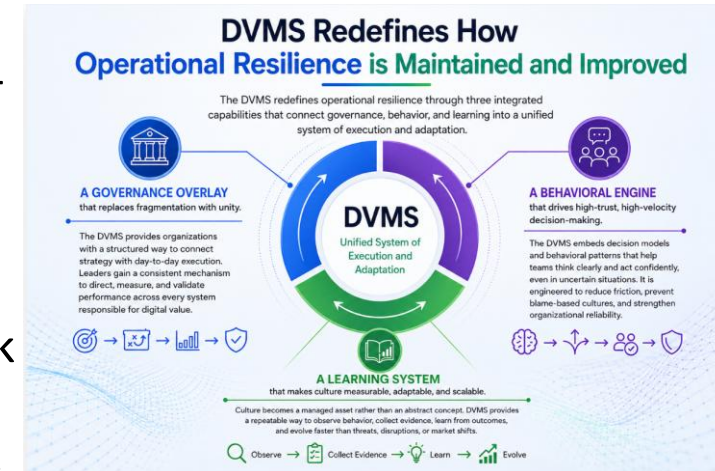 DVMS Redefines How
Operational Resilience is Maintained and Improved
The DVMS redefines operational resilience through three integrated
capabilities that connect governance, behavior, and learning into a unified
system of execution and adaptation.
A GOVERNANCE OVERLAY
that replaces fragmentation with unity.
The DVMS provides organizations
with a structured way to connect
strategy with day-to-day execution.
Leaders gain a consistent mechanism
to direct, measure, and validate
performance across every system
responsible for digital value.
DVMS
Unified System of
Execution and
Adaptation
A BEHAVIORAL ENGINE
that drives high-trust, high-velocity
decision-making.
The DVMS embeds decision models
and behavioral patterns that help
teams think clearly and act confidently,
even in uncertain situations. It is
engineered to reduce friction, prevent
blame-based cultures, and strengthen
organizational reliability.
A LEARNING SYSTEM
that makes culture measurable, adaptable, and scalable.
Culture becomes a managed asset rather than an abstract concept. DVMS provides
a repeatable way to observe behavior, collect evidence, learn from outcomes,
and evolve faster than threats, disruptions, or market shifts.
Observe → Collect Evidence → Learn → Evolve